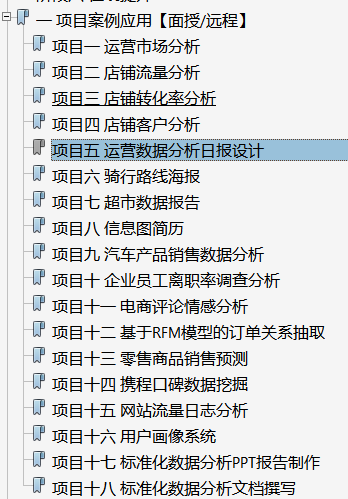 一 项目案例应用【面授/远程】
项目一 运营市场分析
项目二 店铺流量分析
项目三 店铺转化率分析
项目四 店铺客户分析
项目五 运营数据分析日报设计
项目六 骑行路线海报
项目七 超市数据报告
项目八 信息图简历
项目九 汽车产品销售数据分析
项目十 企业员工离职率调查分析
项目十一 电商评论情感分析
项目十二 基于RFM模型的订单关系抽取
项目十三 零售商品销售预测
项目十四 携程口碑数据挖掘
项目十五 网站流量日志分析
项目十六 用户画像系统
项目十七 标准化数据分析PPT报告制作
项目十八 标准化数据分析文档撰写